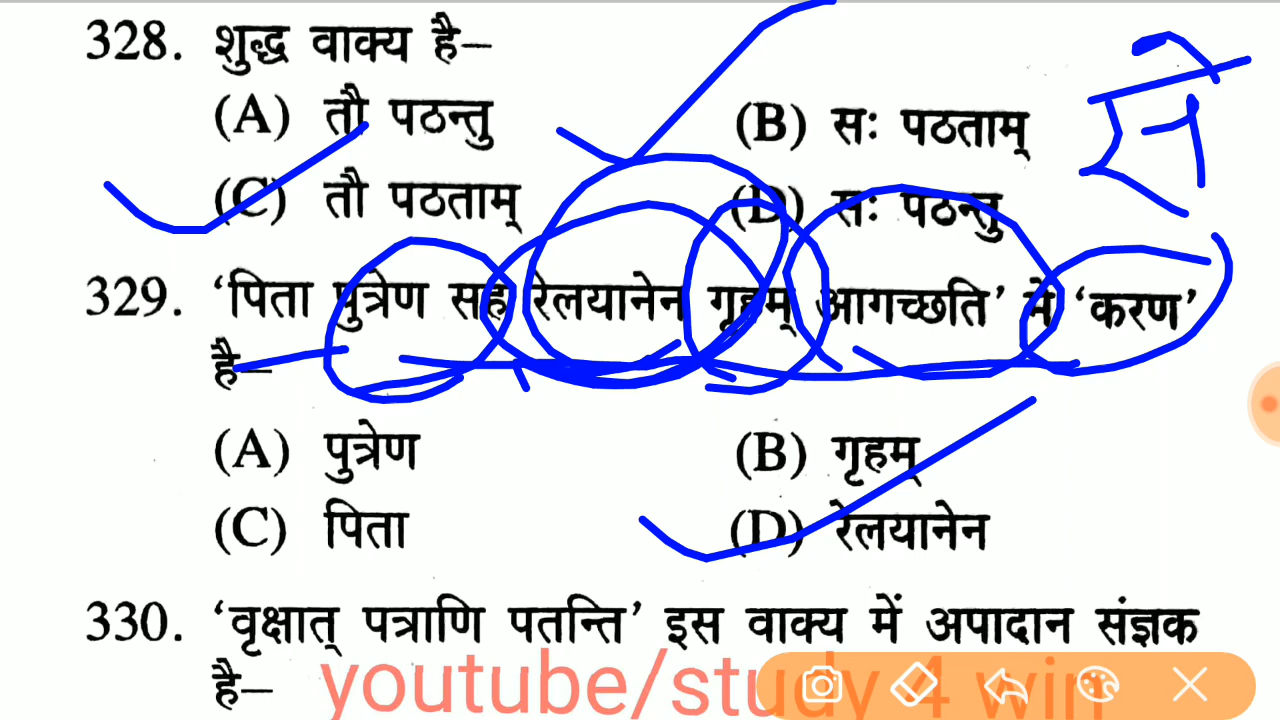 328. शुद्ध वाक्य है–
(A) तौ पठन्तु (B) सः पठताम्
(C) तौ पठताम् (D) सः पठन्तु
ने
329. 'पिता पुत्रेण सह रेलयानेन गृहम् आगच्छति' में 'करण'
है–
(A) पुत्रेण (B) गृहम्
(C) पिता (D) रेलयानेन
330. 'वृक्षात् पत्राणि पतन्ति' इस वाक्य में अपादान संज्ञक
है–
youtube/study 4 win